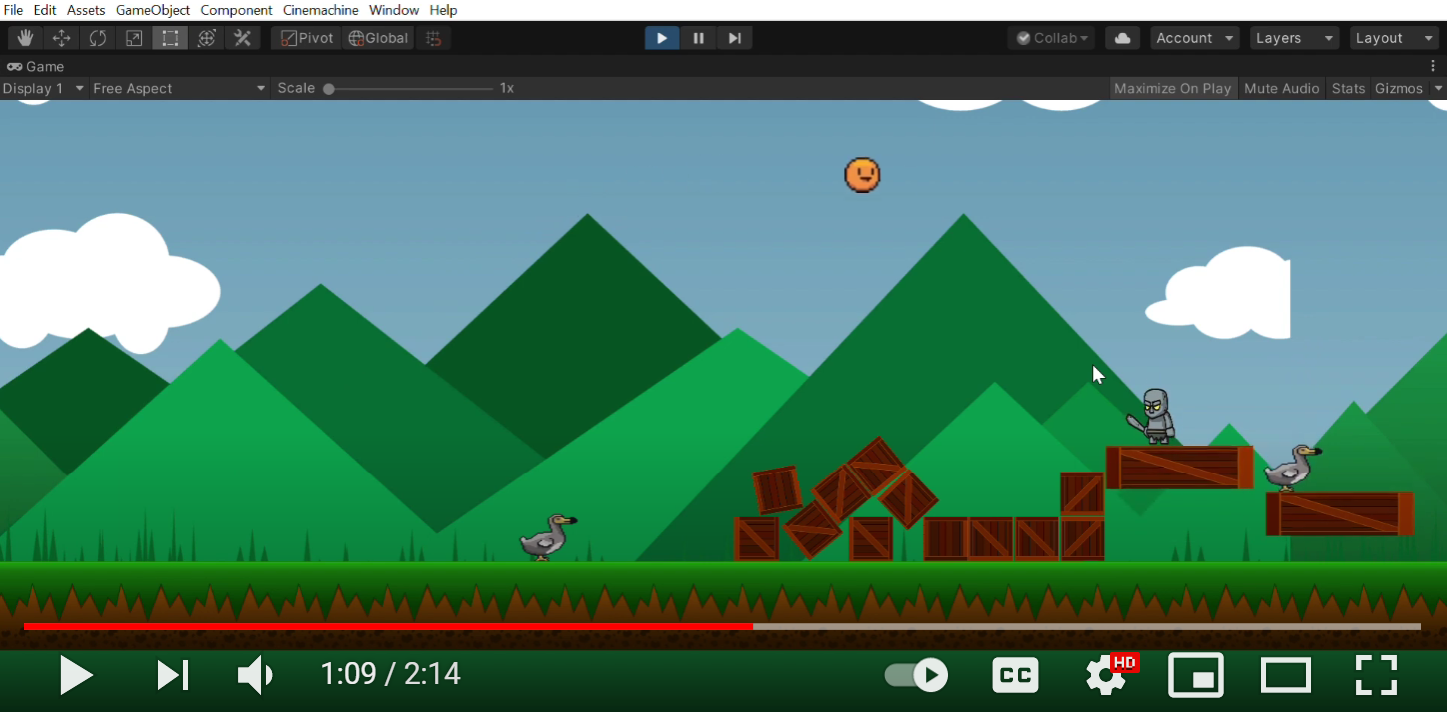 File Edit Assets GameObject Component Cinemachine Window Help
Pivot Global Collab Account Layers Layout
Game
Display 1 Free Aspect Scale 1x Maximize On Play Mute Audio Stats Gizmos
1:09 / 2:14 CC HD